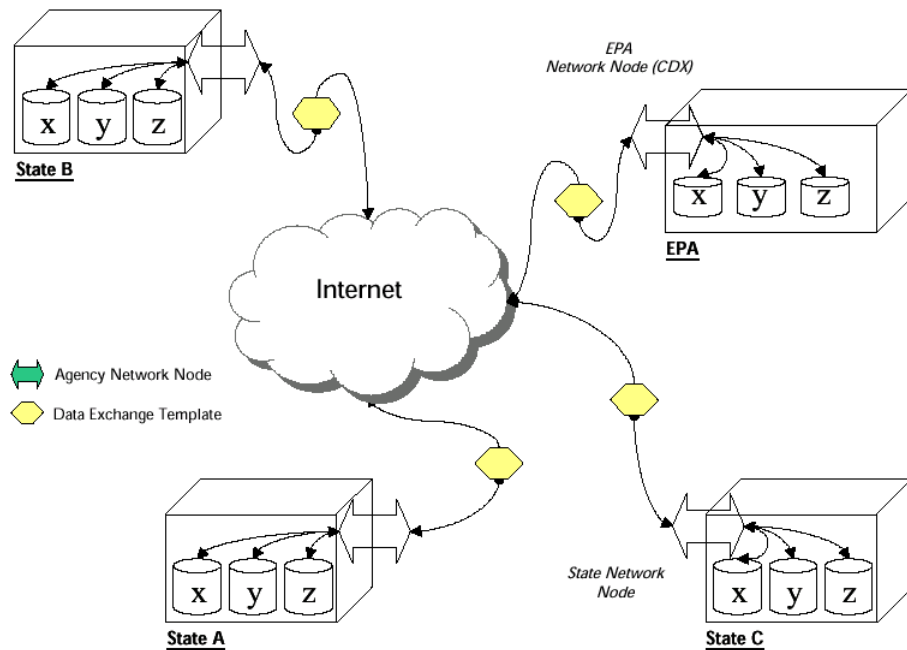 EPA
Network Node (CDX)
x y z
State B
x y z
EPA
Internet
Agency Network Node
Data Exchange Template
x y z
State A
State Network
Node
x y z
State C